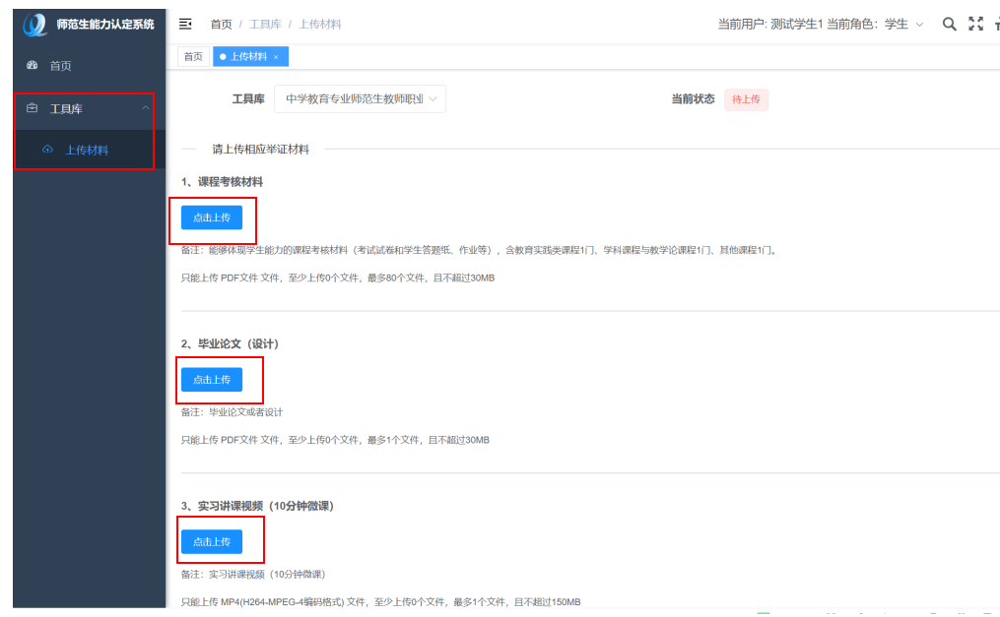 师范生能力认定系统
首页 / 工具库 / 上传材料
当前用户: 测试学生1 当前角色: 学生
首页
工具库
上传材料
首页
上传材料 ×
工具库 中学教育专业师范生教师职业
当前状态 待上传
请上传相应举证材料
1、课程考核材料
点击上传
备注: 能够体现学生能力的课程考核材料（考试试卷和学生答题纸、作业等）, 含教育实践类课程1门、学科课程与教学论课程1门、其他课程1门。
只能上传 PDF文件 文件, 至少上传0个文件, 最多80个文件, 且不超过30MB
2、毕业论文（设计）
点击上传
备注: 毕业论文或者设计
只能上传 PDF文件 文件, 至少上传0个文件, 最多1个文件, 且不超过30MB
3、实习讲课视频（10分钟微课）
点击上传
备注: 实习讲课视频（10分钟微课）
只能上传 MP4(H264-MPEG-4编码格式) 文件, 至少上传0个文件, 最多1个文件, 且不超过150MB